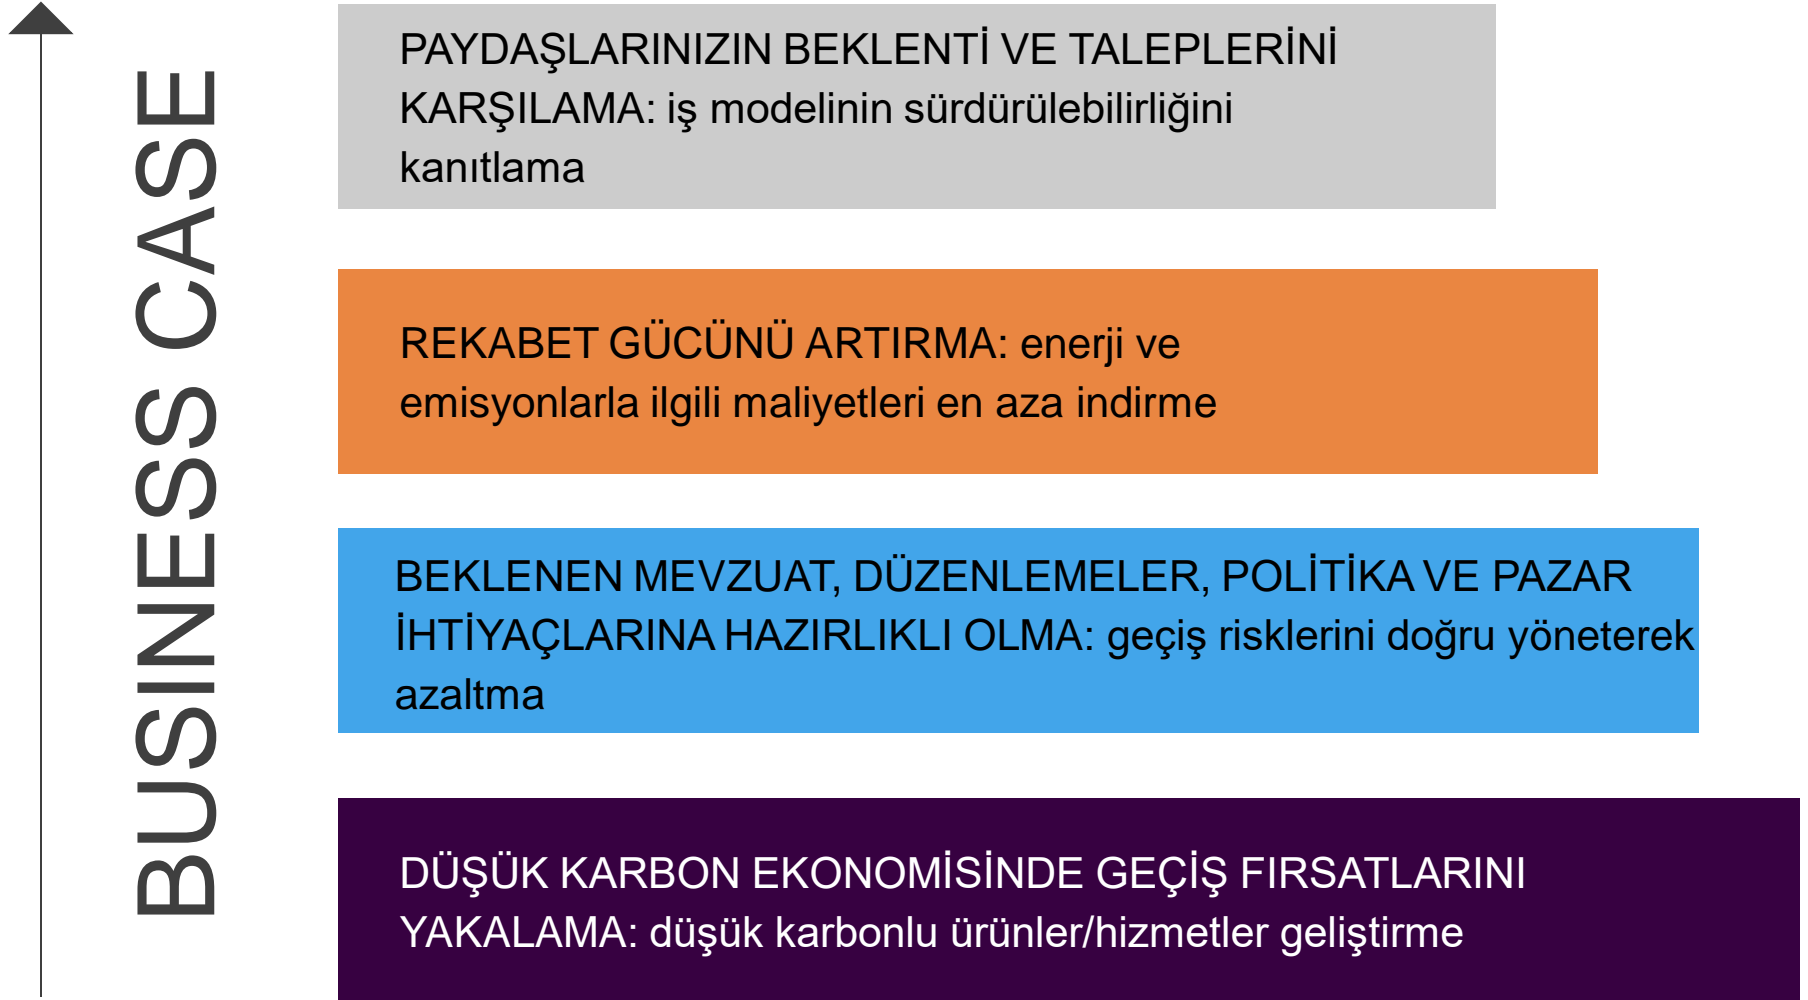 BUSINESS CASE
PAYDAŞLARINIZIN BEKLENTİ VE TALEPLERİNİ
KARŞILAMA: iş modelinin sürdürülebilirliğini
kanıtlama
REKABET GÜCÜNÜ ARTIRMA: enerji ve
emisyonlarla ilgili maliyetleri en aza indirme
BEKLENEN MEVZUAT, DÜZENLEMELER, POLİTİKA VE PAZAR
İHTİYAÇLARINA HAZIRLIKLI OLMA: geçiş risklerini doğru yöneterek
azaltma
DÜŞÜK KARBON EKONOMİSİNDE GEÇİŞ FIRSATLARINI
YAKALAMA: düşük karbonlu ürünler/hizmetler geliştirme